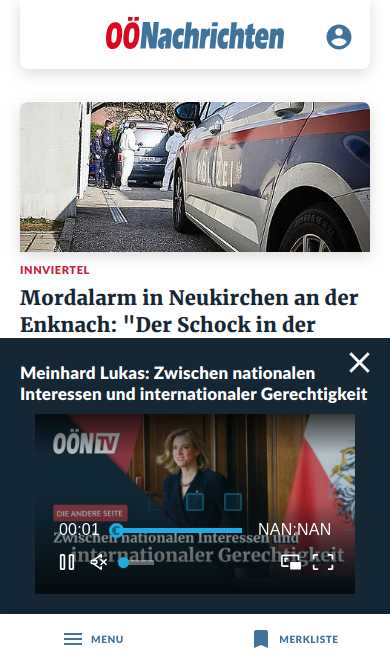 OÖNachrichten
POLIZEI
INNVIERTEL
Mordalarm in Neukirchen an der
Enknach: "Der Schock in der
Meinhard Lukas: Zwischen nationalen
Interessen und internationaler Gerechtigkeit
OÖN TV
DIE ANDERE SEITE
00:01
NAN:NAN
Zwischen nationalen Interessen und
internationaler Gerechtigkeit
MENU
MERKLISTE